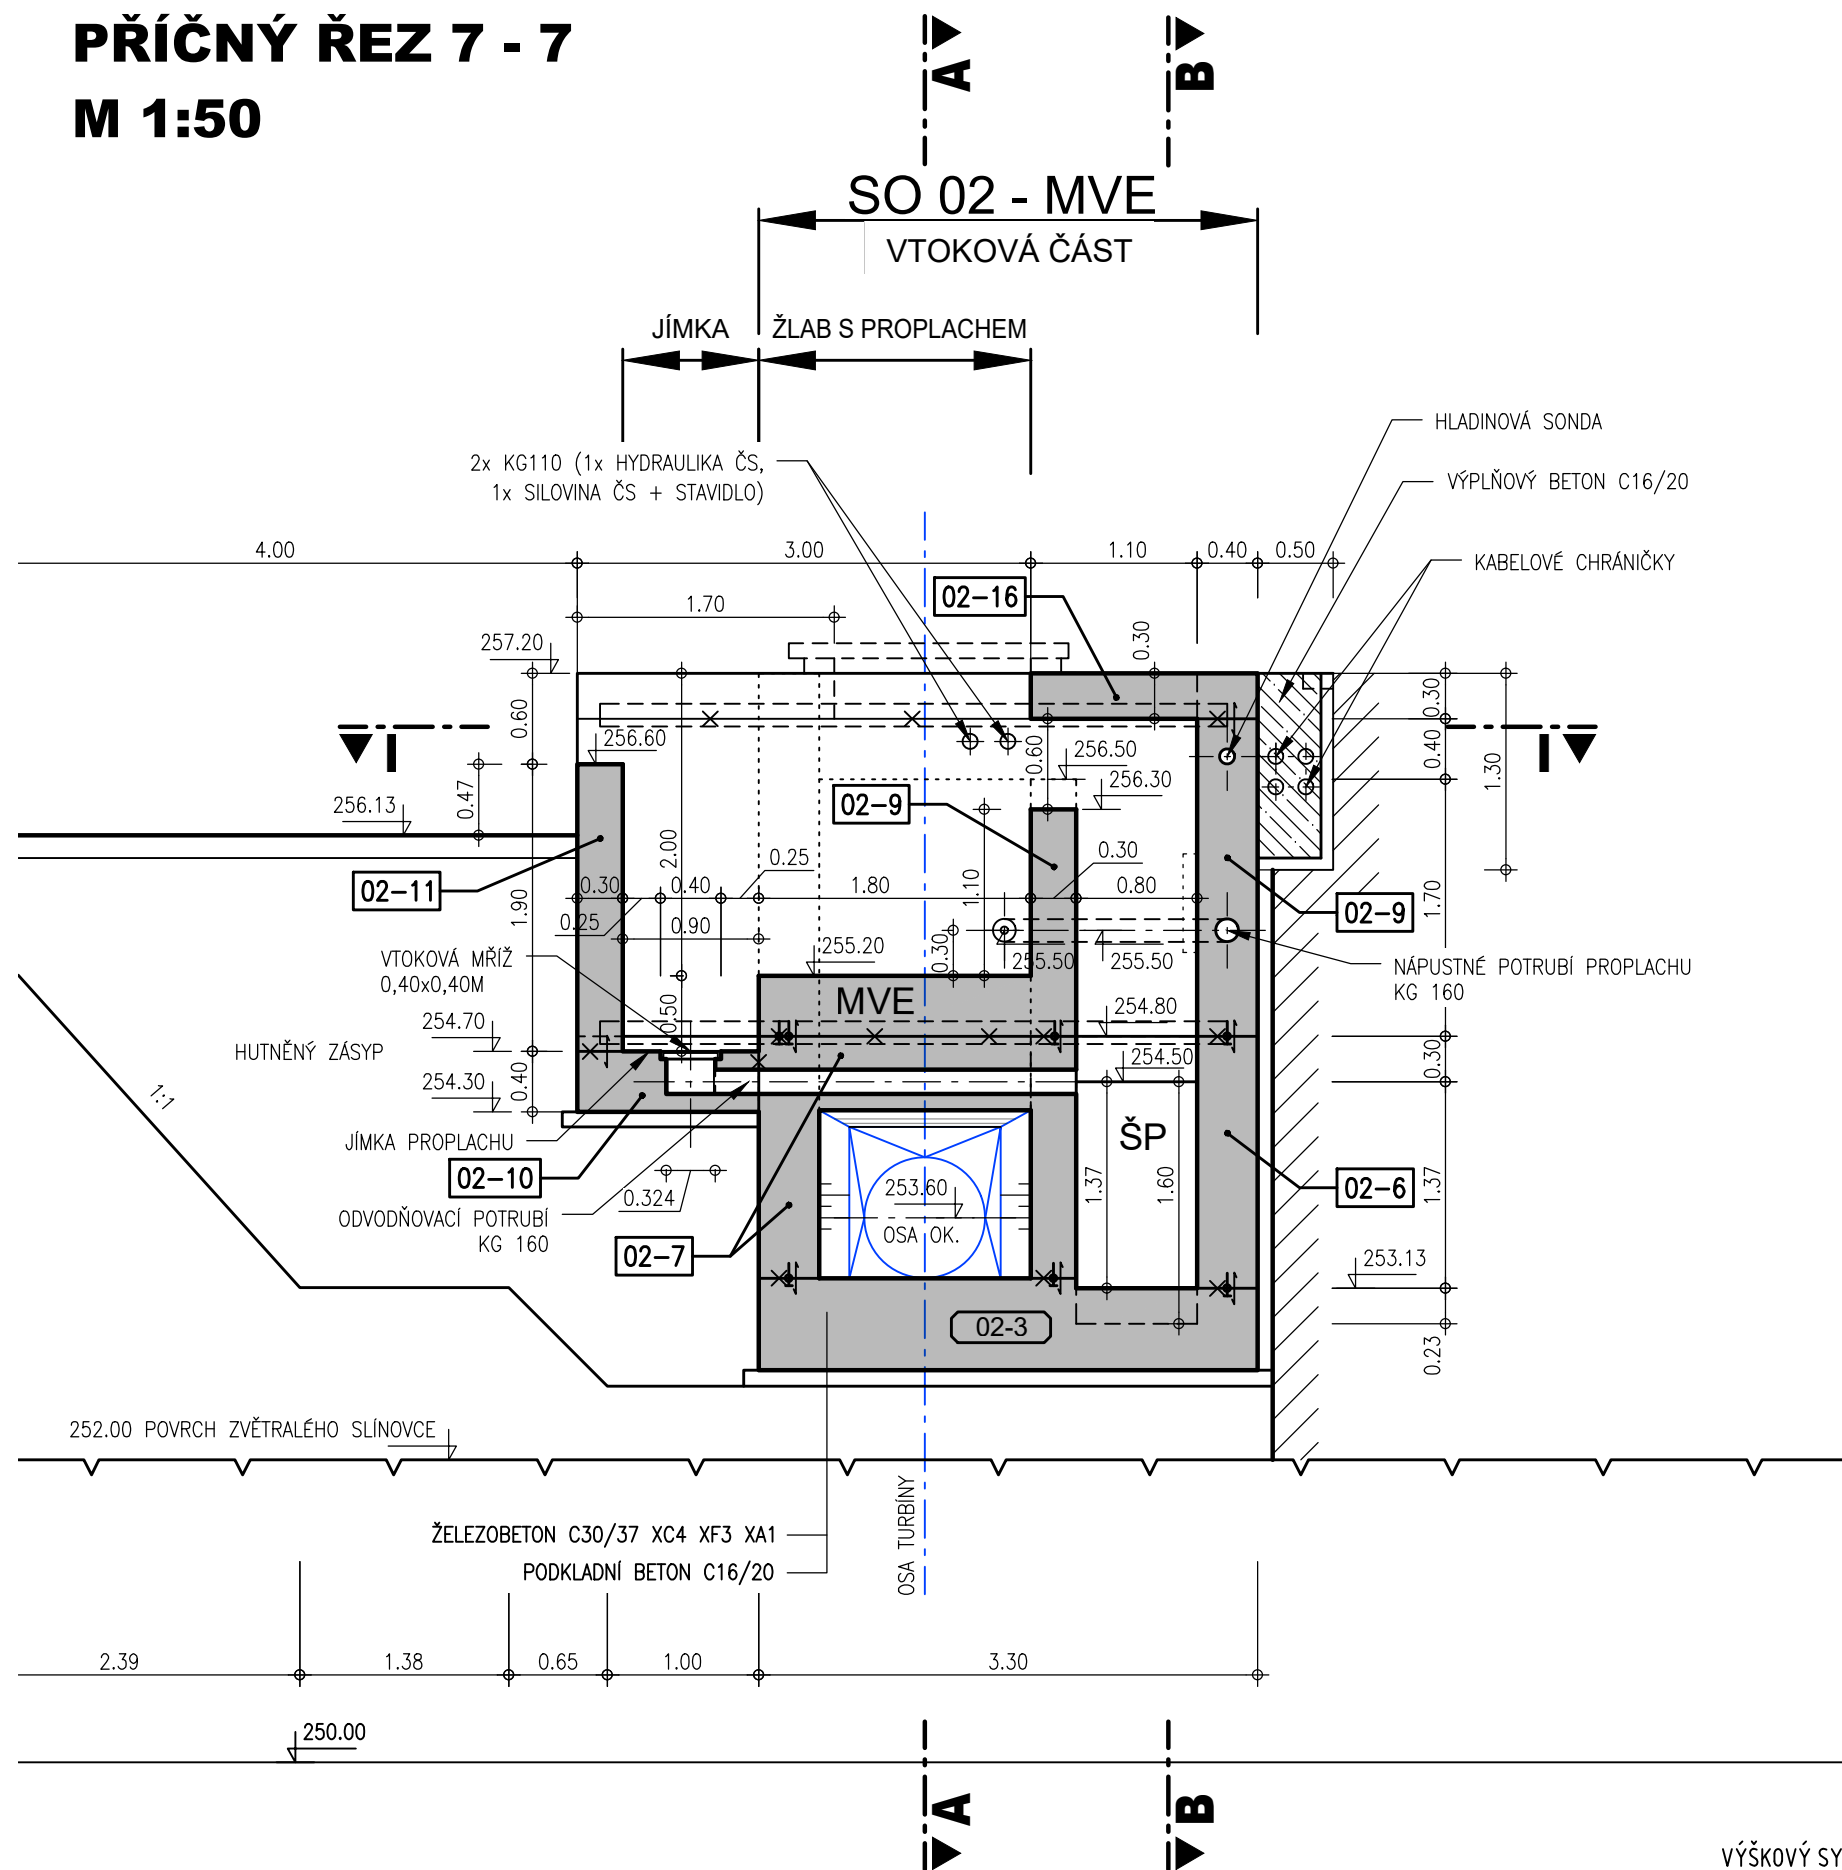 PŘÍČNÝ ŘEZ 7 - 7
M 1:50
A
B
SO 02 - MVE
VTOKOVÁ ČÁST
JÍMKA
ŽLAB S PROPLACHEM
HLADINOVÁ SONDA
2x KG110 (1x HYDRAULIKA ČS,
1x SILOVINA ČS + STAVIDLO)
VÝPLŇOVÝ BETON C16/20
4.00
3.00
1.10
0.40
0.50
KABELOVÉ CHRÁNIČKY
02-16
1.70
257.20
0.30
0.60
0.30
I
256.60
0.60
256.50
0.40
1.30
I
0.47
256.13
256.30
02-9
2.00
0.25
0.30
02-11
0.30
0.40
1.80
1.10
0.80
1.90
0.25
0.90
1.70
02-9
VTOKOVÁ MŘÍŽ
0,40x0,40M
255.20
0.30
255.50
255.50
NÁPUSTNÉ POTRUBÍ PROPLACHU
KG 160
MVE
0.50
254.80
254.70
HUTNĚNÝ ZÁSYP
254.50
0.30
1:1
254.30
0.40
JÍMKA PROPLACHU
ŠP
02-10
0.324
1.37
1.60
253.60
02-6
1.37
ODVODŇOVACÍ POTRUBÍ
KG 160
OSA OK.
02-7
253.13
02-3
0.23
252.00 POVRCH ZVĚTRALÉHO SLÍNOVCE
OSA TURBÍNY
ŽELEZOBETON C30/37 XC4 XF3 XA1
PODKLADNÍ BETON C16/20
2.39
1.38
0.65
1.00
3.30
250.00
A
B
VÝŠKOVÝ SY